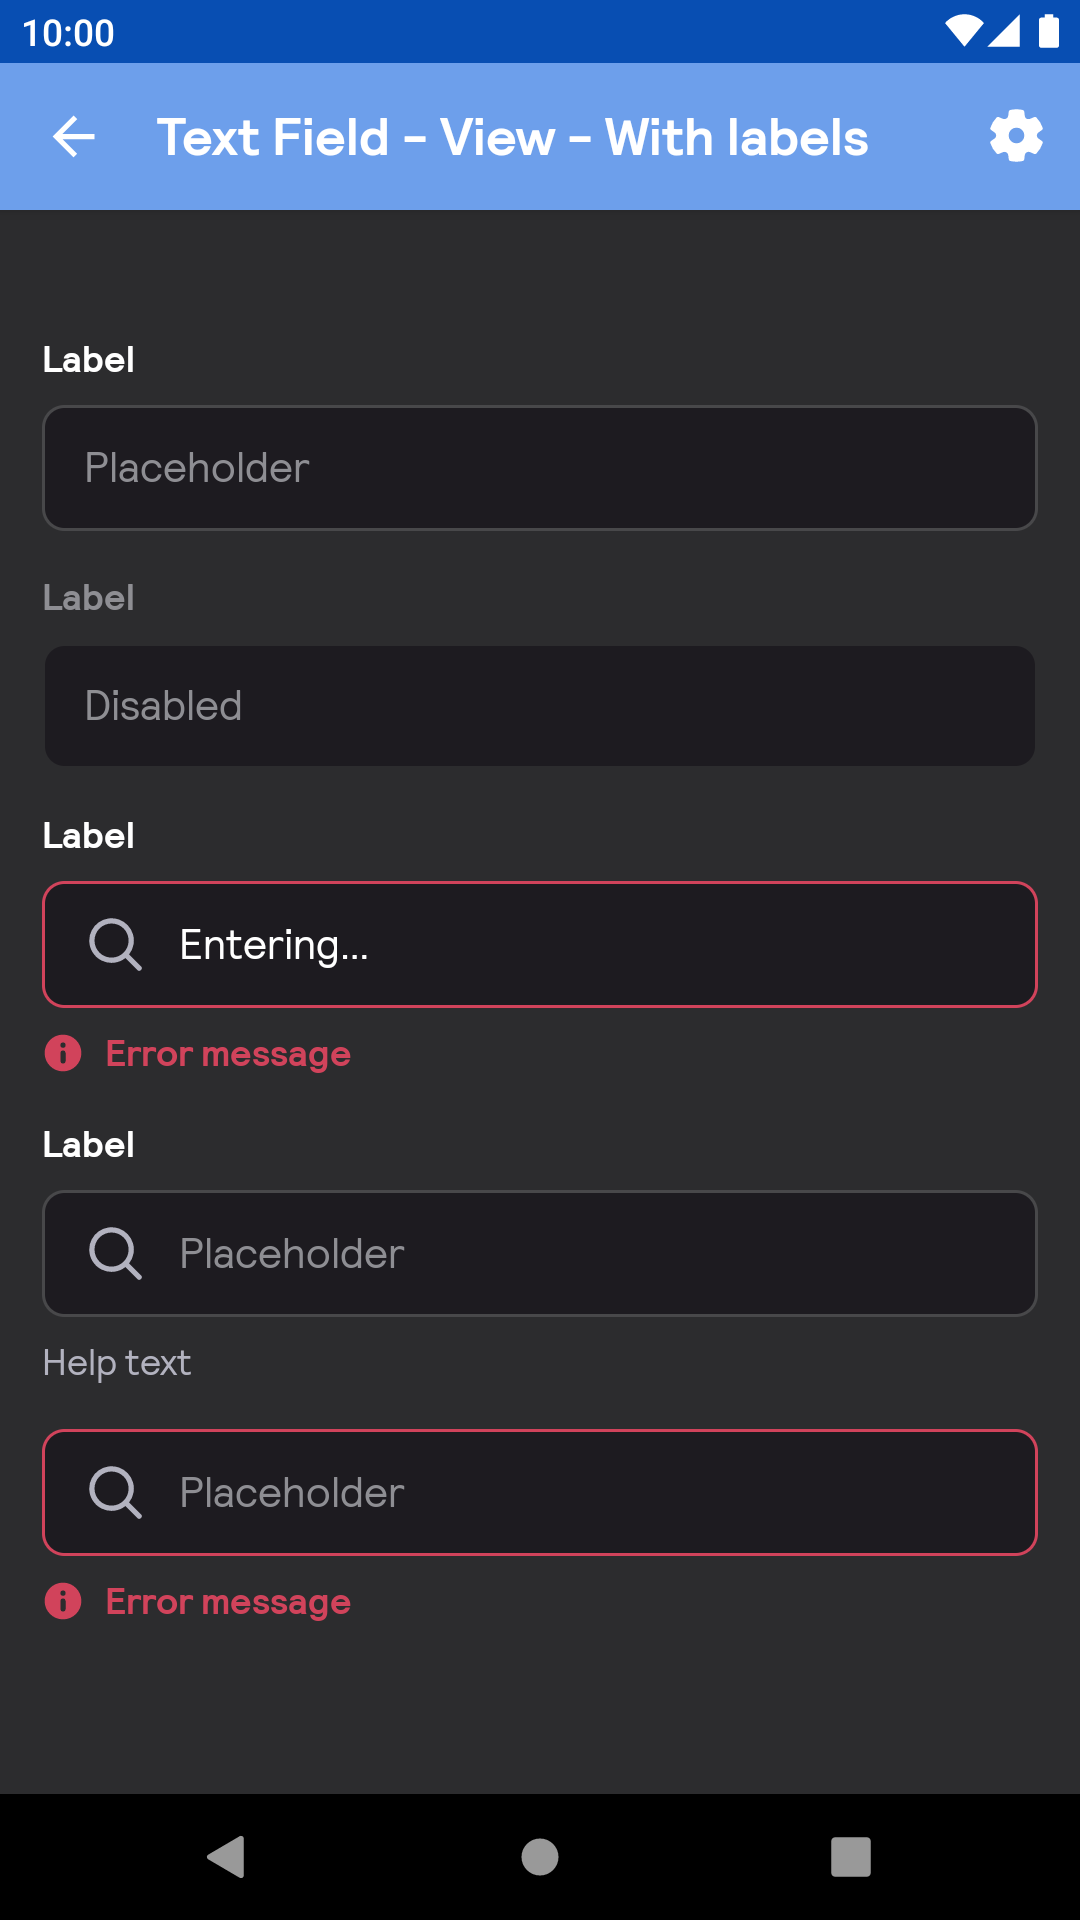 10:00
Text Field - View - With labels
Label
Placeholder
Label
Disabled
Label
Entering...
Error message
Label
Placeholder
Help text
Placeholder
Error message